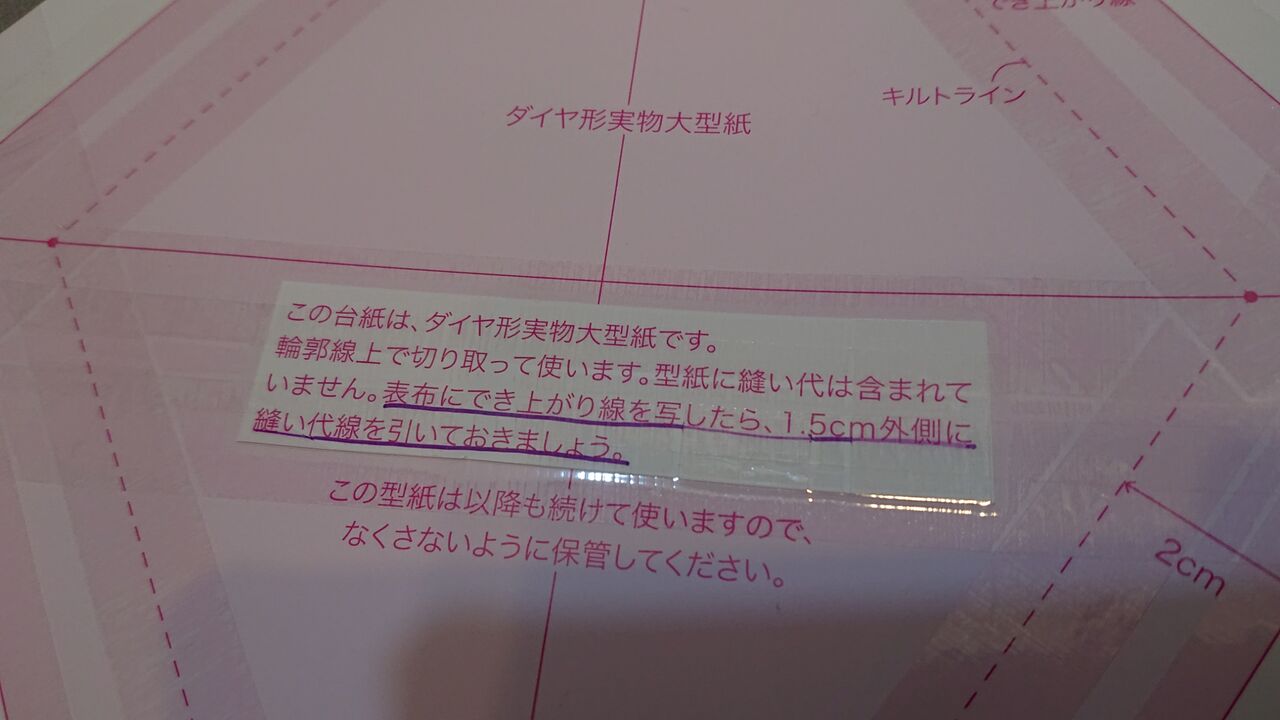 でき上がり線
キルトライン
ダイヤ形実物大型紙
この台紙は、ダイヤ形実物大型紙です。
輪郭線上で切り取って使います。型紙に縫い代は含まれて
いません。表布にでき上がり線を写したら、1.5cm外側に
縫い代線を引いておきましょう。
この型紙は以降も続けて使いますので、
なくさないように保管してください。
2cm